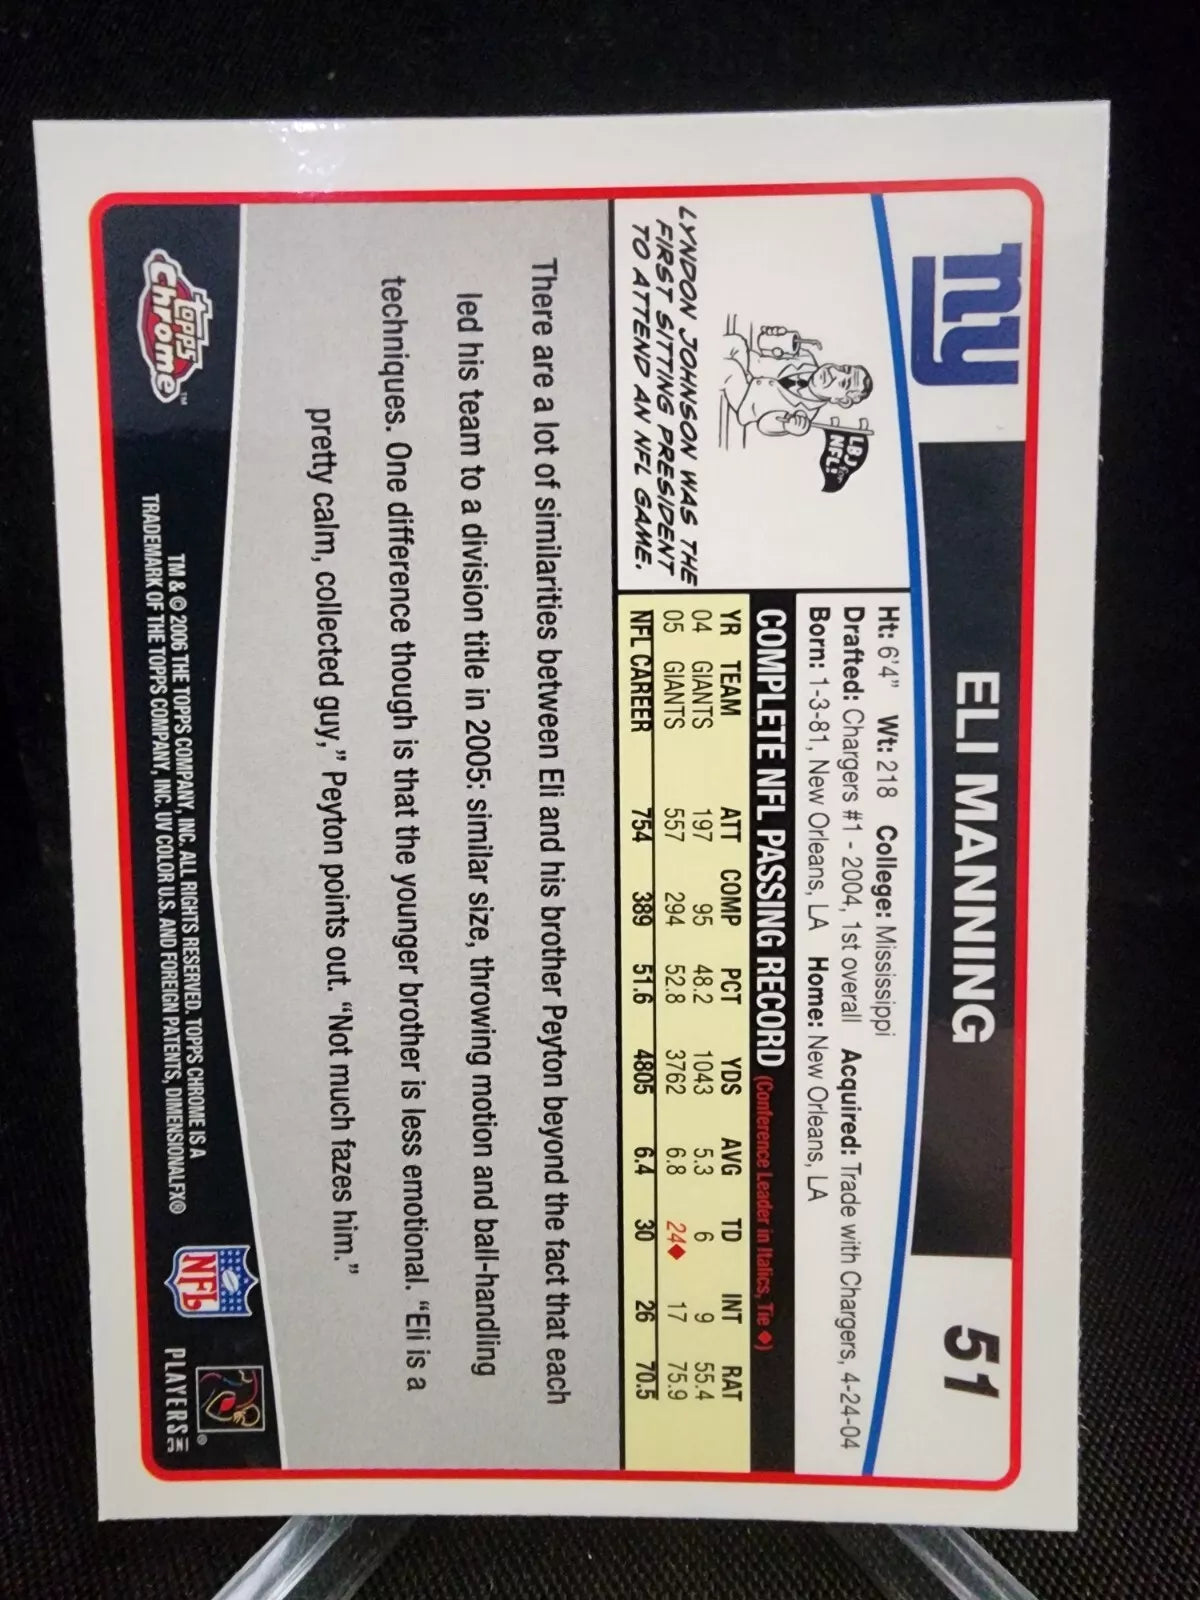 ny
ELI MANNING
51
Ht: 6'4" Wt: 218 College: Mississippi
Drafted: Chargers #1 - 2004, 1st overall Acquired: Trade with Chargers, 4-24-04
Born: 1-3-81, New Orleans, LA Home: New Orleans, LA
LBJ
NFL!
LYNDON JOHNSON WAS THE
FIRST SITTING PRESIDENT
TO ATTEND AN NFL GAME.
COMPLETE NFL PASSING RECORD (Conference Leader in Italics, Tie ♦)
YR TEAM ATT COMP PCT YDS AVG TD INT RAT
04 GIANTS 197 95 48.2 1043 5.3 6 9 55.4
05 GIANTS 557 294 52.8 3762 6.8 24♦ 17 75.9
NFL CAREER 754 389 51.6 4805 6.4 30 26 70.5
There are a lot of similarities between Eli and his brother Peyton beyond the fact that each
led his team to a division title in 2005: similar size, throwing motion and ball-handling
techniques. One difference though is that the younger brother is less emotional. “Eli is a
pretty calm, collected guy,” Peyton points out. “Not much fazes him.”
Topps
Chrome™
TM & © 2006 THE TOPPS COMPANY, INC. ALL RIGHTS RESERVED. TOPPS CHROME IS A
TRADEMARK OF THE TOPPS COMPANY, INC. UV COLOR U.S. AND FOREIGN PATENTS, DIMENSIONALFX®
NFL
PLAYERS INC
®